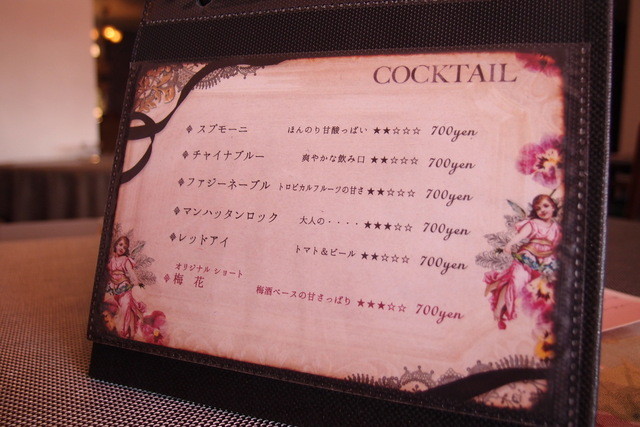 COCKTAIL
◆ スプモーニ ほんのり甘酸っぱい ★★☆☆☆ 700yen
◆ チャイナブルー 爽やかな飲み口 ★★☆☆☆ 700yen
◆ ファジーネーブル トロピカルフルーツの甘さ ★★☆☆☆ 700yen
◆ マンハッタンロック 大人の・・・・ ★★★☆☆ 700yen
◆ レッドアイ トマト&ビール ★★☆☆☆ 700yen
オリジナル ショート
◆ 梅 花 梅酒ベースの甘さっぱり ★★★☆☆ 700yen